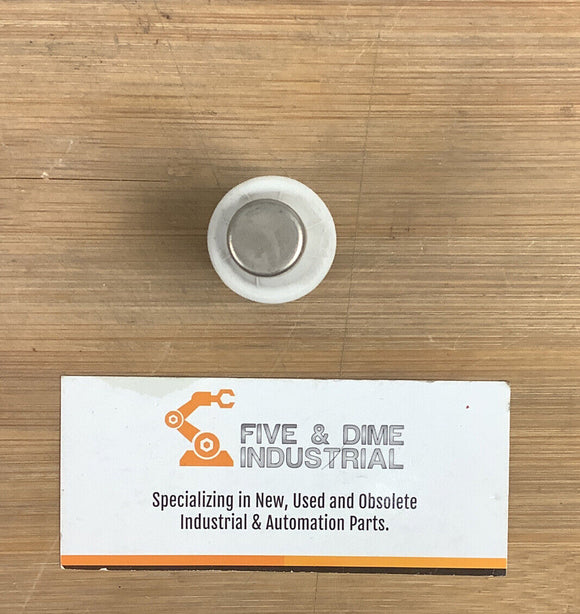 FIVE & DIME
INDUSTRIAL
Specializing in New, Used and Obsolete
Industrial & Automation Parts.